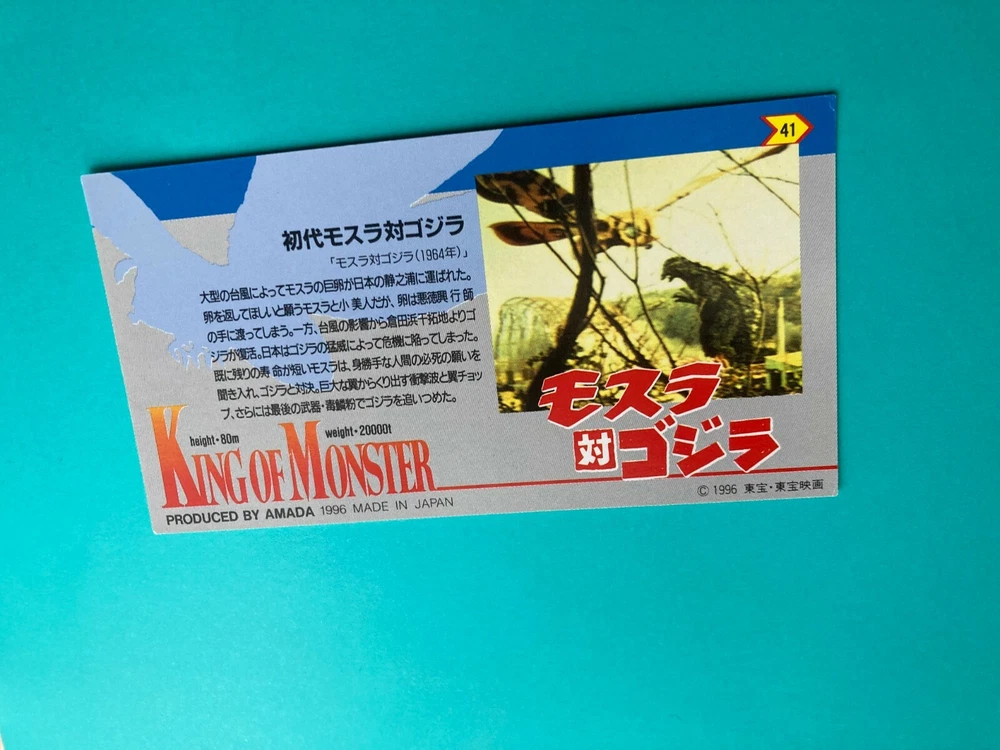 41
初代モスラ対ゴジラ
「モスラ対ゴジラ(1964年)」
大型の台風によってモスラの巨卵が日本の静之浦に運ばれた。
卵を返してほしいと願うモスラと小 美人だが、卵は悪徳興 行 師
の手に渡ってしまう。一方、台風の影響から倉田浜干拓地よりゴ
ジラが復活。日本はゴジラの猛威によって危機に陥ってしまった。
既に残りの寿 命が短いモスラは、身勝手な人間の必死の願いを
聞き入れ、ゴジラと対決。巨大な翼からくり出す衝撃波と翼チョッ
プ、さらには最後の武器・毒鱗粉でゴジラを追いつめた。
height・80m weight・20000t
KING OF MONSTER
モスラ
対ゴジラ
PRODUCED BY AMADA 1996 MADE IN JAPAN
© 1996 東宝・東宝映画